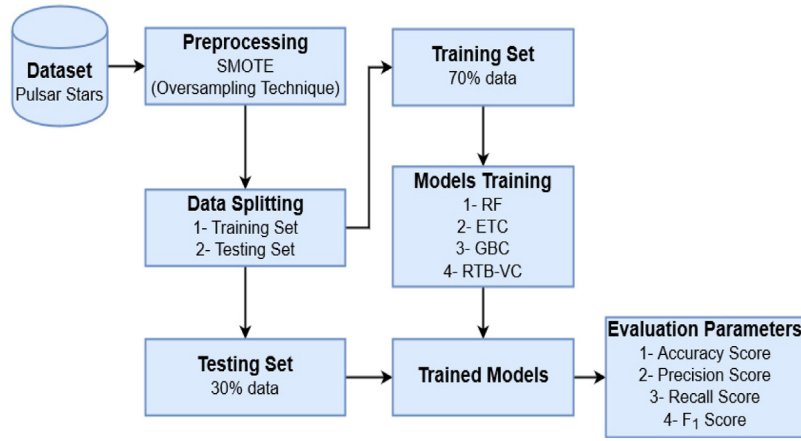 Dataset
Pulsar Stars
Preprocessing
SMOTE
(Oversampling Technique)
Training Set
70% data
Data Splitting
1- Training Set
2- Testing Set
Models Training
1- RF
2- ETC
3- GBC
4- RTB-VC
Testing Set
30% data
Trained Models
Evaluation Parameters
1- Accuracy Score
2- Precision Score
3- Recall Score
4- F₁ Score